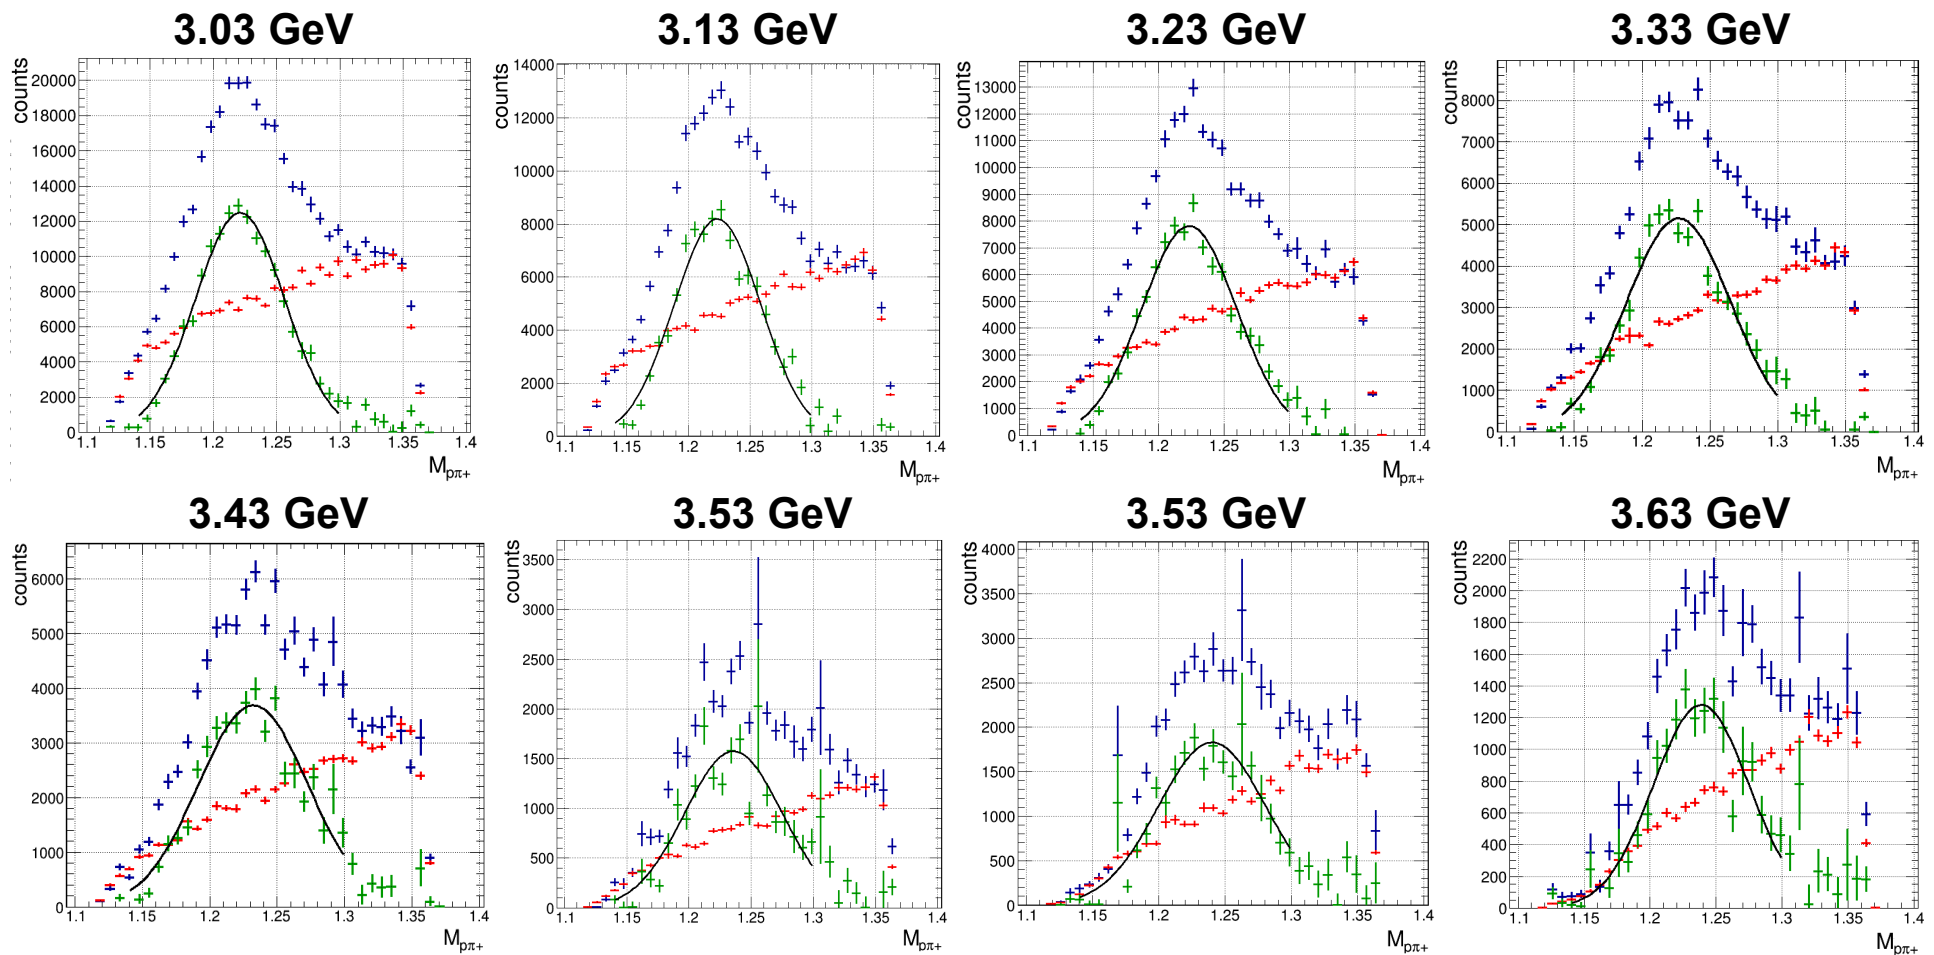 3.03 GeV
3.13 GeV
3.23 GeV
3.33 GeV
counts
20000
18000
16000
14000
12000
10000
8000
6000
4000
2000
0
1.1 1.15 1.2 1.25 1.3 1.35 1.4
Mpπ+
counts
14000
12000
10000
8000
6000
4000
2000
0
1.1 1.15 1.2 1.25 1.3 1.35 1.4
Mpπ+
counts
13000
12000
11000
10000
9000
8000
7000
6000
5000
4000
3000
2000
1000
0
1.1 1.15 1.2 1.25 1.3 1.35 1.4
Mpπ+
counts
8000
7000
6000
5000
4000
3000
2000
1000
0
1.1 1.15 1.2 1.25 1.3 1.35 1.4
Mpπ+
3.43 GeV
3.53 GeV
3.53 GeV
3.63 GeV
counts
6000
5000
4000
3000
2000
1000
0
1.1 1.15 1.2 1.25 1.3 1.35 1.4
Mpπ+
counts
3500
3000
2500
2000
1500
1000
500
0
1.1 1.15 1.2 1.25 1.3 1.35 1.4
Mpπ+
counts
4000
3500
3000
2500
2000
1500
1000
500
0
1.1 1.15 1.2 1.25 1.3 1.35 1.4
Mpπ+
counts
2200
2000
1800
1600
1400
1200
1000
800
600
400
200
0
1.1 1.15 1.2 1.25 1.3 1.35 1.4
Mpπ+